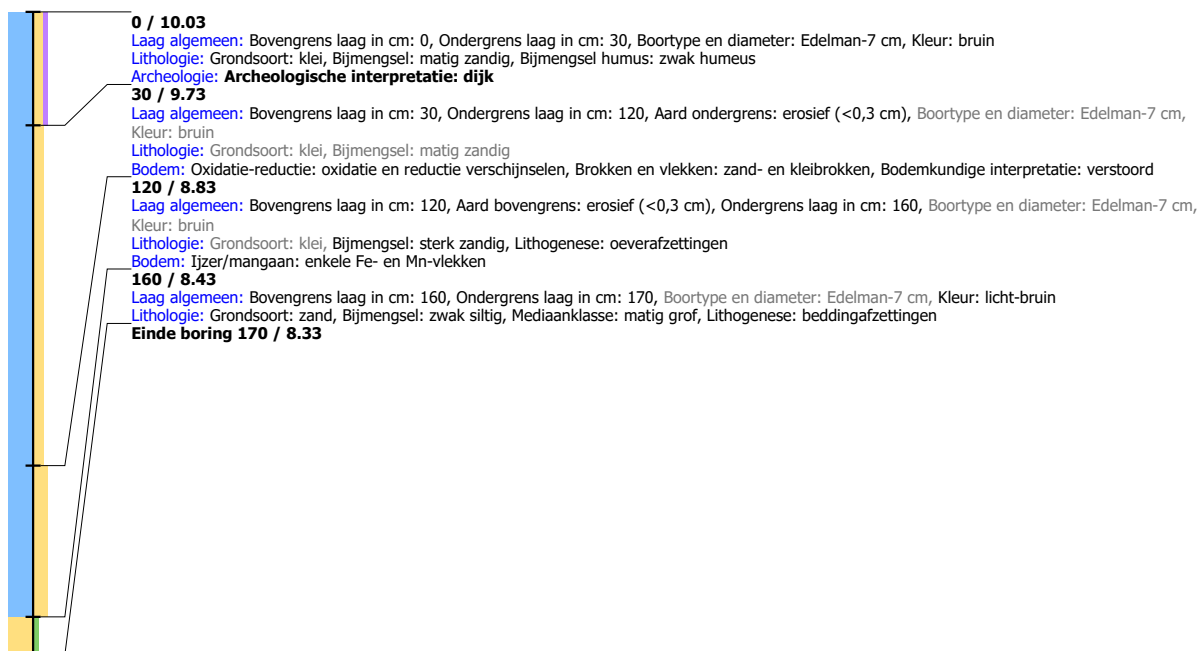 0 / 10.03
Laag algemeen: Bovengrens laag in cm: 0, Ondergrens laag in cm: 30, Boortype en diameter: Edelman-7 cm, Kleur: bruin
Lithologie: Grondsoort: klei, Bijmengsel: matig zandig, Bijmengsel humus: zwak humeus
Archeologie: Archeologische interpretatie: dijk
30 / 9.73
Laag algemeen: Bovengrens laag in cm: 30, Ondergrens laag in cm: 120, Aard ondergrens: erosief (<0,3 cm), Boortype en diameter: Edelman-7 cm,
Kleur: bruin
Lithologie: Grondsoort: klei, Bijmengsel: matig zandig
Bodem: Oxidatie-reductie: oxidatie en reductie verschijnselen, Brokken en vlekken: zand- en kleibrokken, Bodemkundige interpretatie: verstoord
120 / 8.83
Laag algemeen: Bovengrens laag in cm: 120, Aard bovengrens: erosief (<0,3 cm), Ondergrens laag in cm: 160, Boortype en diameter: Edelman-7 cm,
Kleur: bruin
Lithologie: Grondsoort: klei, Bijmengsel: sterk zandig, Lithogenese: oeverafzettingen
Bodem: Ijzer/mangaan: enkele Fe- en Mn-vlekken
160 / 8.43
Laag algemeen: Bovengrens laag in cm: 160, Ondergrens laag in cm: 170, Boortype en diameter: Edelman-7 cm, Kleur: licht-bruin
Lithologie: Grondsoort: zand, Bijmengsel: zwak siltig, Mediaanklasse: matig grof, Lithogenese: beddingafzettingen
Einde boring 170 / 8.33